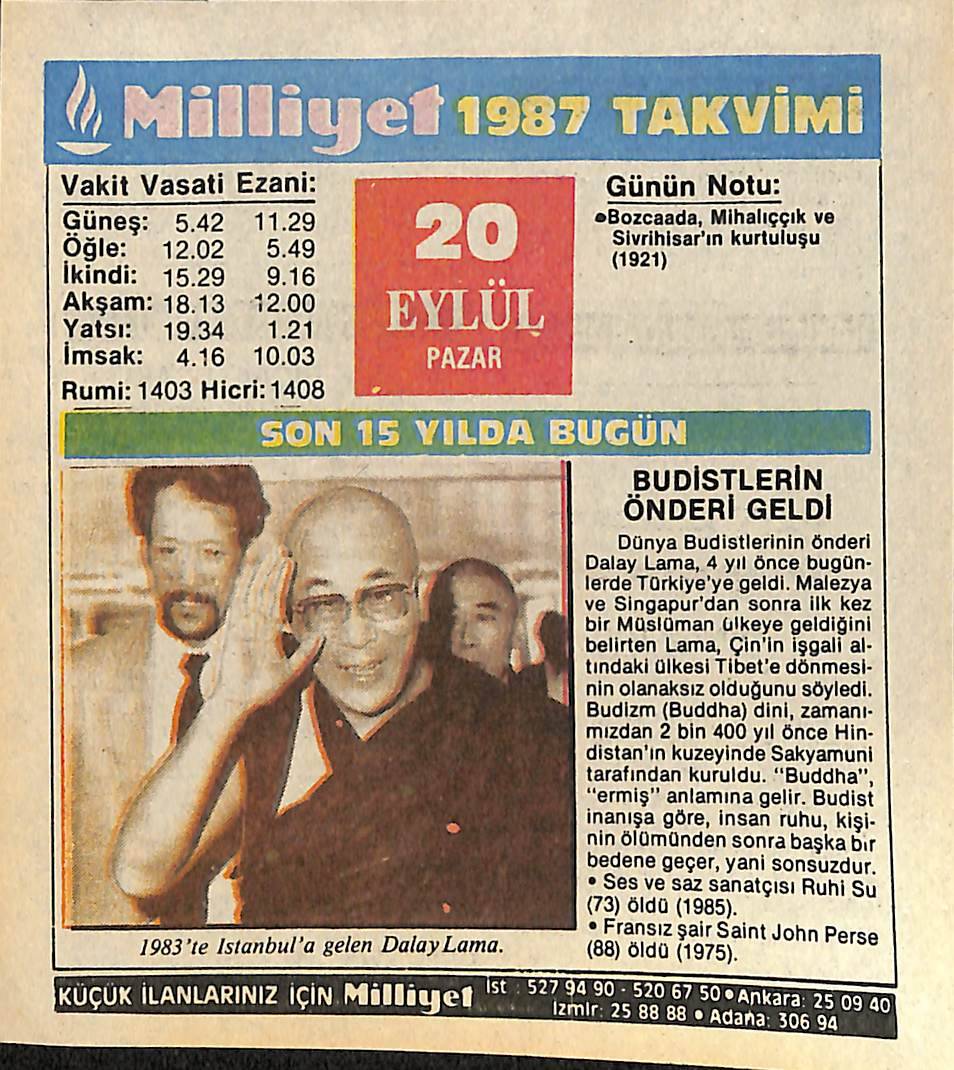 Milliyet 1987 TAKVİMİ
Vakit Vasati Ezani:
Güneş: 5.42 11.29
Öğle: 12.02 5.49
İkindi: 15.29 9.16
Akşam: 18.13 12.00
Yatsı: 19.34 1.21
İmsak: 4.16 10.03
Rumi: 1403 Hicri: 1408
20
EYLÜL
PAZAR
Günün Notu:
•Bozcaada, Mihalıççık ve
Sivrihisar'ın kurtuluşu
(1921)
SON 15 YILDA BUGÜN
BUDİSTLERİN
ÖNDERİ GELDİ
Dünya Budistlerinin önderi
Dalay Lama, 4 yıl önce bugün-
lerde Türkiye'ye geldi. Malezya
ve Singapur'dan sonra ilk kez
bir Müslüman ülkeye geldiğini
belirten Lama, Çin'in işgali al-
tındaki ülkesi Tibet'e dönmesi-
nin olanaksız olduğunu söyledi.
Budizm (Buddha) dini, zamanı-
mızdan 2 bin 400 yıl önce Hin-
distan'ın kuzeyinde Sakyamuni
tarafından kuruldu. "Buddha",
"ermiş" anlamına gelir. Budist
inanışa göre, insan ruhu, kişi-
nin ölümünden sonra başka bir
bedene geçer, yani sonsuzdur.
• Ses ve saz sanatçısı Ruhi Su
(73) öldü (1985).
• Fransız şair Saint John Perse
(88) öldü (1975).
1983'te Istanbul'a gelen Dalay Lama.
KÜÇÜK İLANLARINIZ İÇİN Milliyet
İst : 527 94 90 - 520 67 50 • Ankara: 25 09 40
İzmir: 25 88 88 • Adana: 306 94